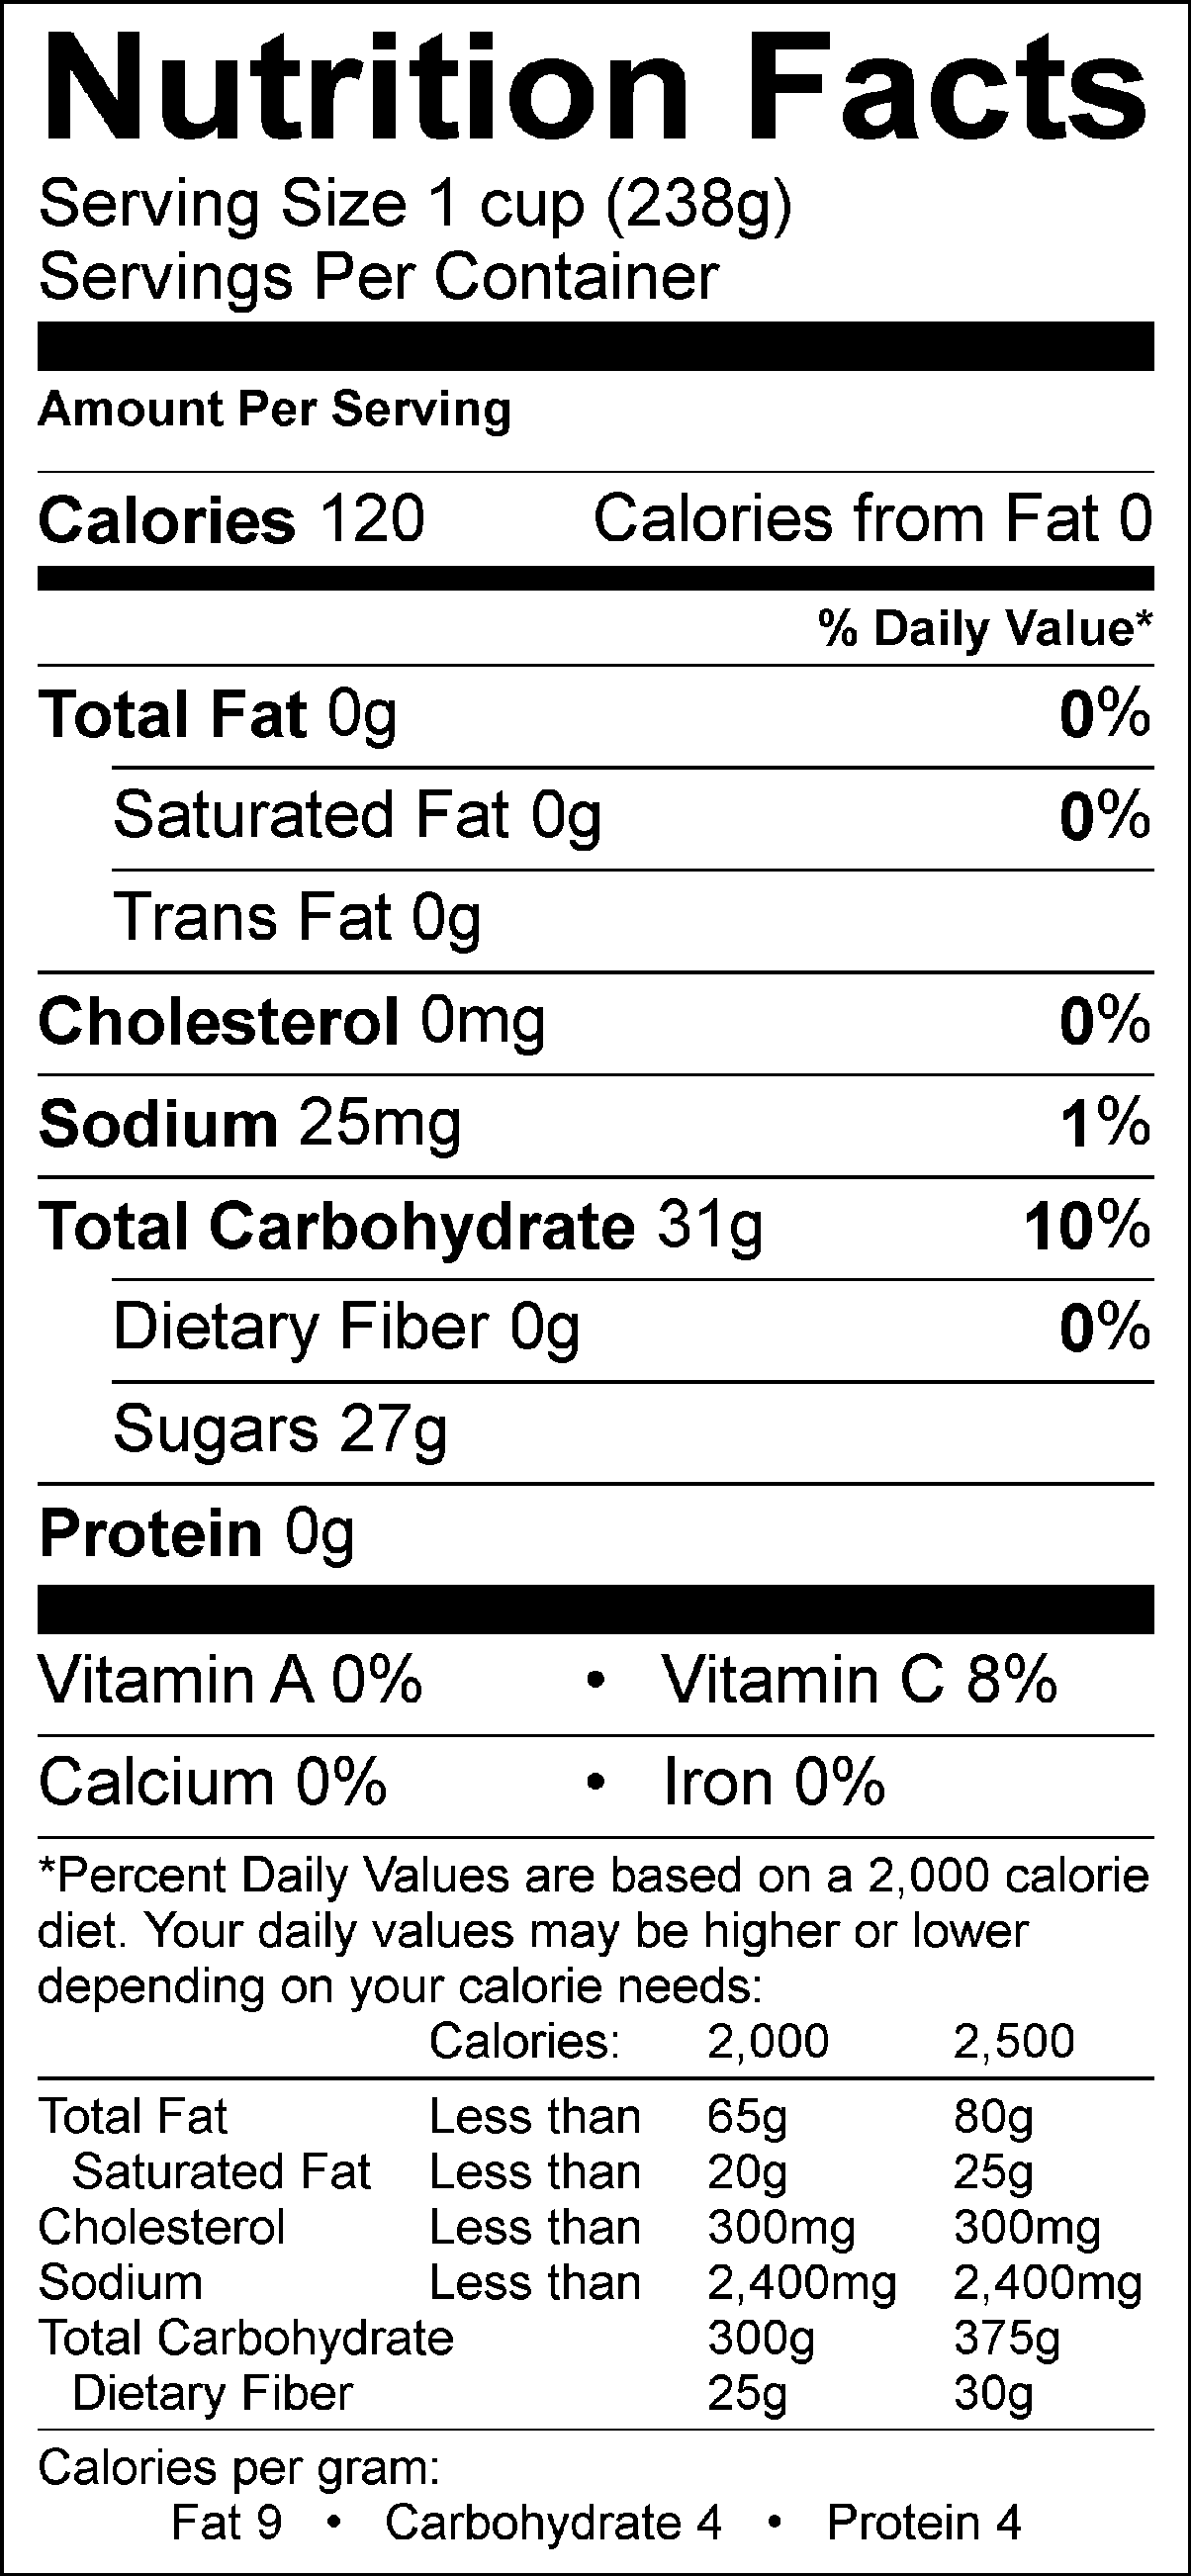 Nutrition Facts
Serving Size 1 cup (238g)
Servings Per Container
Amount Per Serving
Calories 120 Calories from Fat 0
% Daily Value*
Total Fat 0g 0%
Saturated Fat 0g 0%
Trans Fat 0g
Cholesterol 0mg 0%
Sodium 25mg 1%
Total Carbohydrate 31g 10%
Dietary Fiber 0g 0%
Sugars 27g
Protein 0g
Vitamin A 0% • Vitamin C 8%
Calcium 0% • Iron 0%
*Percent Daily Values are based on a 2,000 calorie
diet. Your daily values may be higher or lower
depending on your calorie needs:
Calories: 2,000 2,500
Total Fat Less than 65g 80g
Saturated Fat Less than 20g 25g
Cholesterol Less than 300mg 300mg
Sodium Less than 2,400mg 2,400mg
Total Carbohydrate 300g 375g
Dietary Fiber 25g 30g
Calories per gram:
Fat 9 • Carbohydrate 4 • Protein 4